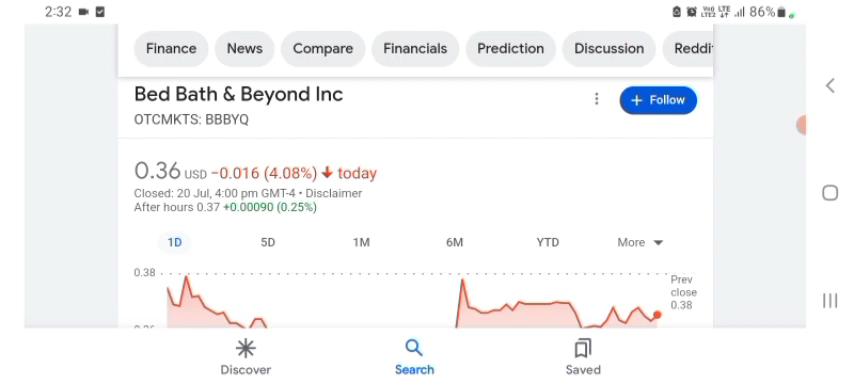 2:32
Vo) LTE
LTE2
86%
Finance News Compare Financials Prediction Discussion Reddi
Bed Bath & Beyond Inc
+ Follow
OTCMKTS: BBBYQ
0.36 USD −0.016 (4.08%) today
Closed: 20 Jul, 4:00 pm GMT-4 • Disclaimer
After hours 0.37 +0.00090 (0.25%)
1D 5D 1M 6M YTD More
0.38
Prev
close
0.38
Discover Search Saved